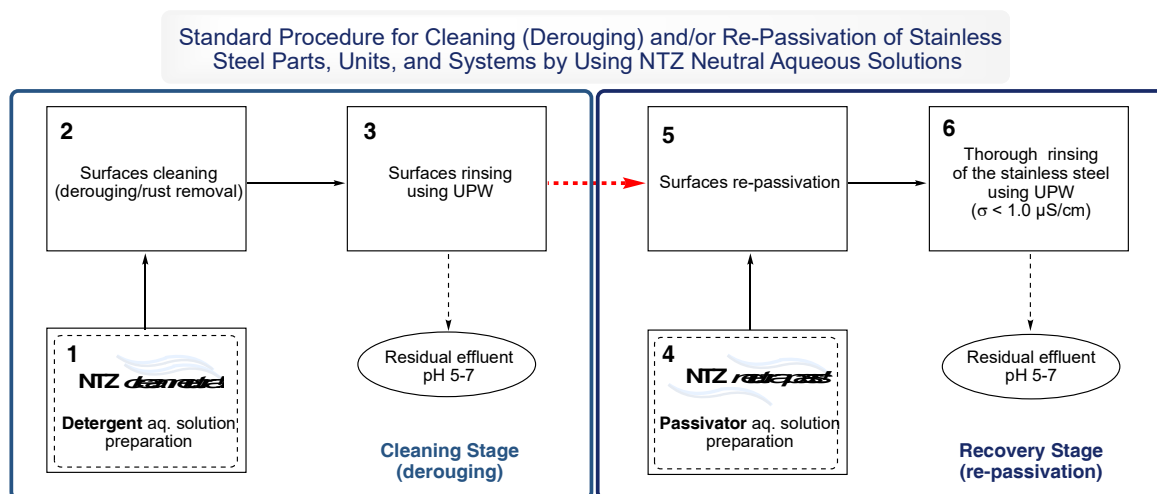 Standard Procedure for Cleaning (Derouging) and/or Re-Passivation of Stainless
Steel Parts, Units, and Systems by Using NTZ Neutral Aqueous Solutions
2
Surfaces cleaning
(derouging/rust removal)
3
Surfaces rinsing
using UPW
5
Surfaces re-passivation
6
Thorough rinsing
of the stainless steel
using UPW
(σ < 1.0 µS/cm)
1
NTZ
Detergent aq. solution
preparation
Residual effluent
pH 5-7
4
NTZ
Passivator aq. solution
preparation
Residual effluent
pH 5-7
Cleaning Stage
(derouging)
Recovery Stage
(re-passivation)